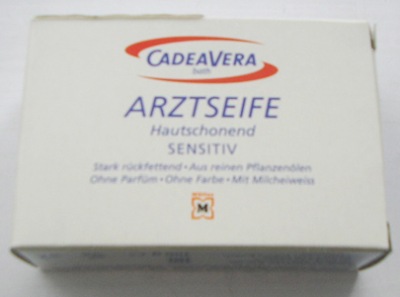 CADEAVERA
bath
ARZTSEIFE
Hautschonend
SENSITIV
Stark rückfettend • Aus reinen Pflanzenölen
Ohne Parfüm • Ohne Farbe • Mit Milcheiweiss
M